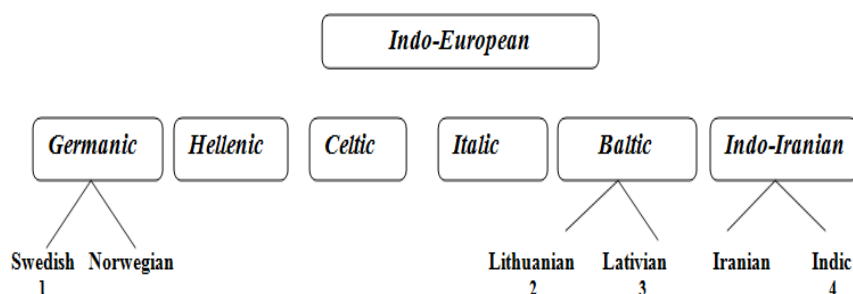 Indo-European
Germanic Hellenic Celtic Italic Baltic Indo-Iranian
Swedish Norwegian Lithuanian Lativian Iranian Indic
1 2 3 4